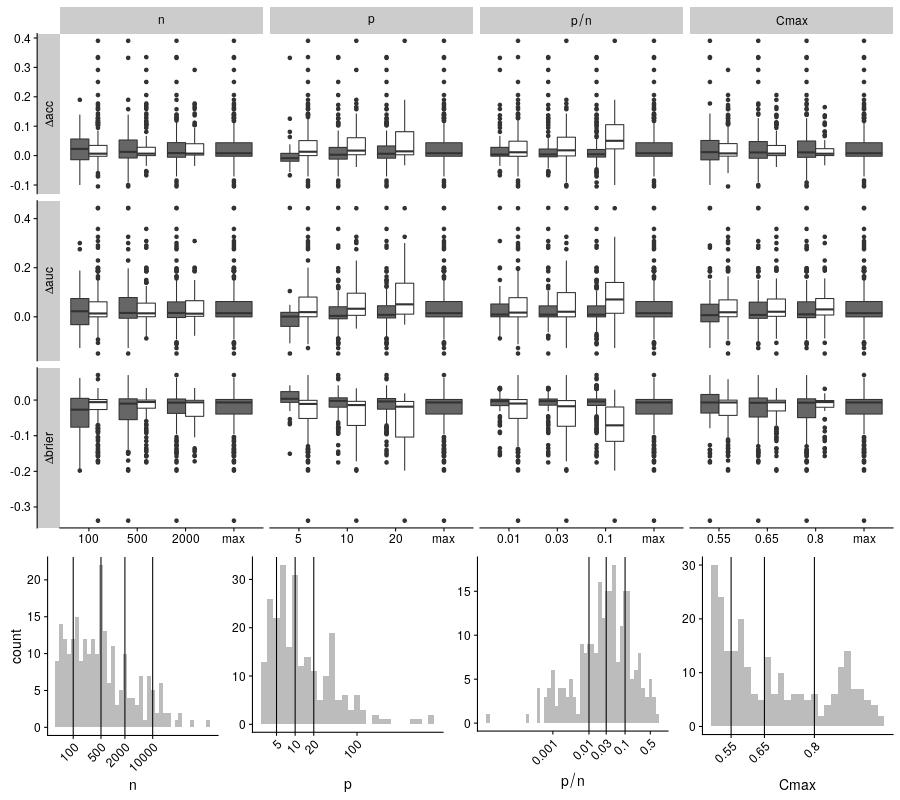 n p p/n Cmax
0.4
0.3
0.2
0.1
0.0
-0.1
Δacc
0.4
0.2
0.0
Δauc
0.0
-0.1
-0.2
-0.3
Δbrier
100 500 2000 max 5 10 20 max 0.01 0.03 0.1 max 0.55 0.65 0.8 max
20
15
10
5
0
count
100 500 2000 10000
n
30
20
10
0
5 10 20 100
p
15
10
5
0
0.001 0.01 0.03 0.1 0.5
p/n
30
20
10
0
0.55 0.65 0.8
Cmax